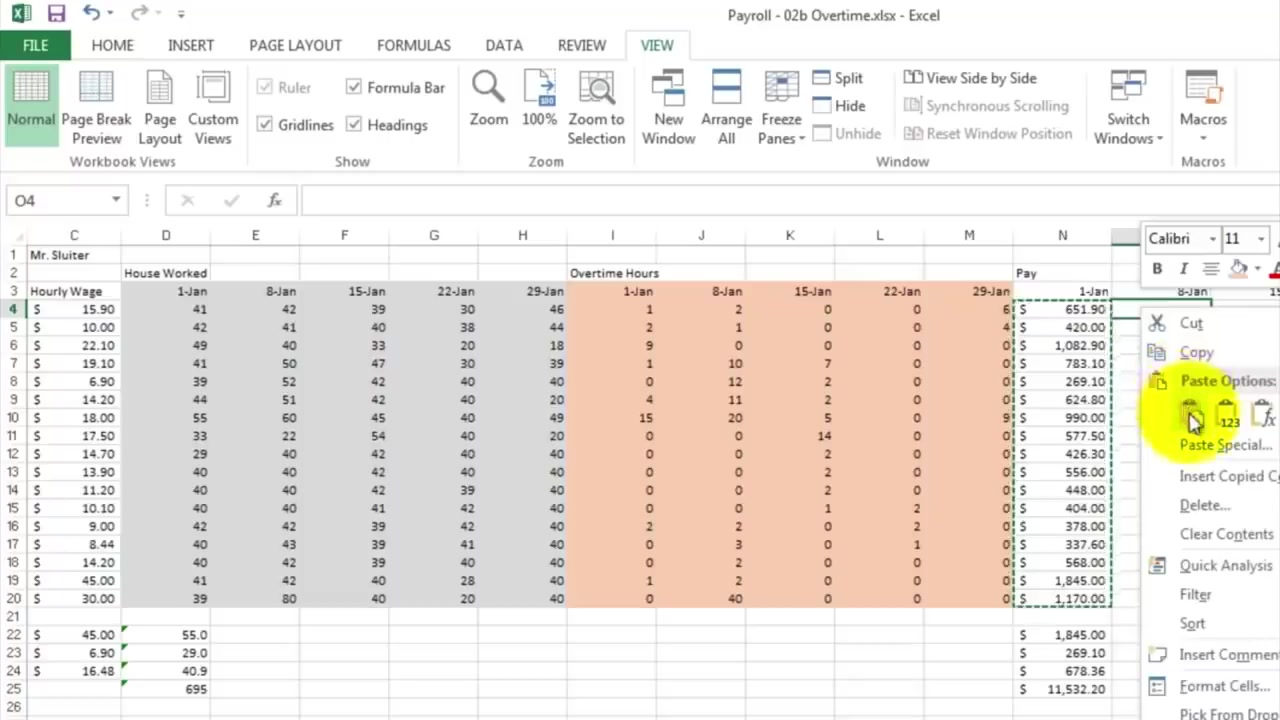 Payroll - 02b Overtime.xlsx - Excel
FILE HOME INSERT PAGE LAYOUT FORMULAS DATA REVIEW VIEW
Normal Page Break Preview Page Layout Custom Views
Workbook Views
Ruler Formula Bar
Gridlines Headings
Show
Zoom 100% Zoom to Selection
Zoom
New Window Arrange All Freeze Panes
Split
Hide
Unhide
View Side by Side
Synchronous Scrolling
Reset Window Position
Switch Windows
Window
Macros
Macros
O4 fx
C D E F G H I J K L M N
Calibri 11
B I A
1 Mr. Sluiter
2 House Worked Overtime Hours Pay
3 Hourly Wage 1-Jan 8-Jan 15-Jan 22-Jan 29-Jan 1-Jan 8-Jan 15-Jan 22-Jan 29-Jan 1-Jan 8-Jan
4 $ 15.90 41 42 39 30 46 1 2 0 0 6 $ 651.90
5 $ 10.00 42 41 40 38 44 2 1 0 0 4 $ 420.00
6 $ 22.10 49 40 33 20 18 9 0 0 0 0 $ 1,082.90
7 $ 19.10 41 50 47 30 39 1 10 7 0 0 $ 783.10
8 $ 6.90 39 52 42 40 40 0 12 2 0 0 $ 269.10
9 $ 14.20 44 51 42 40 20 4 11 2 0 0 $ 624.80
10 $ 18.00 55 60 45 40 49 15 20 5 0 9 $ 990.00
11 $ 17.50 33 22 54 40 20 0 0 14 0 0 $ 577.50
12 $ 14.70 29 40 42 40 40 0 0 2 0 0 $ 426.30
13 $ 13.90 40 40 42 40 40 0 0 2 0 0 $ 556.00
14 $ 11.20 40 40 42 39 40 0 0 2 0 0 $ 448.00
15 $ 10.10 40 40 41 42 40 0 0 1 2 0 $ 404.00
16 $ 9.00 42 42 39 42 40 2 2 0 2 0 $ 378.00
17 $ 8.44 40 43 39 41 40 0 3 0 1 0 $ 337.60
18 $ 14.20 40 42 39 40 40 0 2 0 0 0 $ 568.00
19 $ 45.00 41 42 40 28 40 1 2 0 0 0 $ 1,845.00
20 $ 30.00 39 80 40 20 40 0 40 0 0 0 $ 1,170.00
21
22 $ 45.00 55.0 $ 1,845.00
23 $ 6.90 29.0 $ 269.10
24 $ 16.48 40.9 $ 678.36
25 695 $ 11,532.20
26
Cut
Copy
Paste Options:
123 fx
Paste Special...
Insert Copied
Delete...
Clear Contents
Quick Analysis
Filter
Sort
Insert
Format Cells...
Pick From